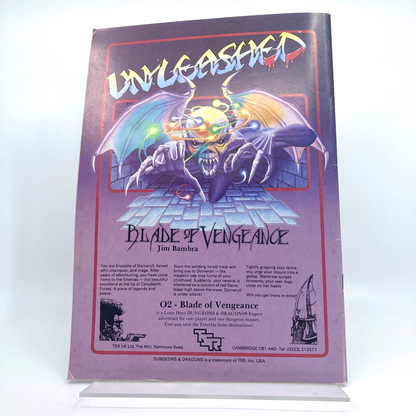 UNLEASHED
BLADE OF VENGEANCE
Jim Bambra
You are Erystelle of Dorneryll, famed
elfin champion, and mage. After
years of adventuring, you have come
home to the Emerlas — the beautiful
woodland at the tip of Canolbarth
Forest. A place of legends and
peace.
Soon the winding forest track will
bring you to Dorneryll — the
majestic oak tree home of your
childhood. Suddenly, your reverie is
shattered as a column of red flame
leaps high above the trees. Dorneryll
is under attack!
Tightly gripping your lance,
you urge your mount into a
gallop. Starbrow surges
forwards; your war dogs
close on her heels.
Will you get there in time?
O2 - Blade of Vengeance
is a Lone Hero DUNGEONS & DRAGONS® Expert
adventure for one player and one dungeon master.
Can you save the Emerlas from destruction?
TSR
TSR UK Ltd, The Mill, Rathmore Road,
CAMBRIDGE CB1 4AD. Tel: (0223) 212517
DUNGEONS & DRAGONS is a trademark of TSR, Inc. USA